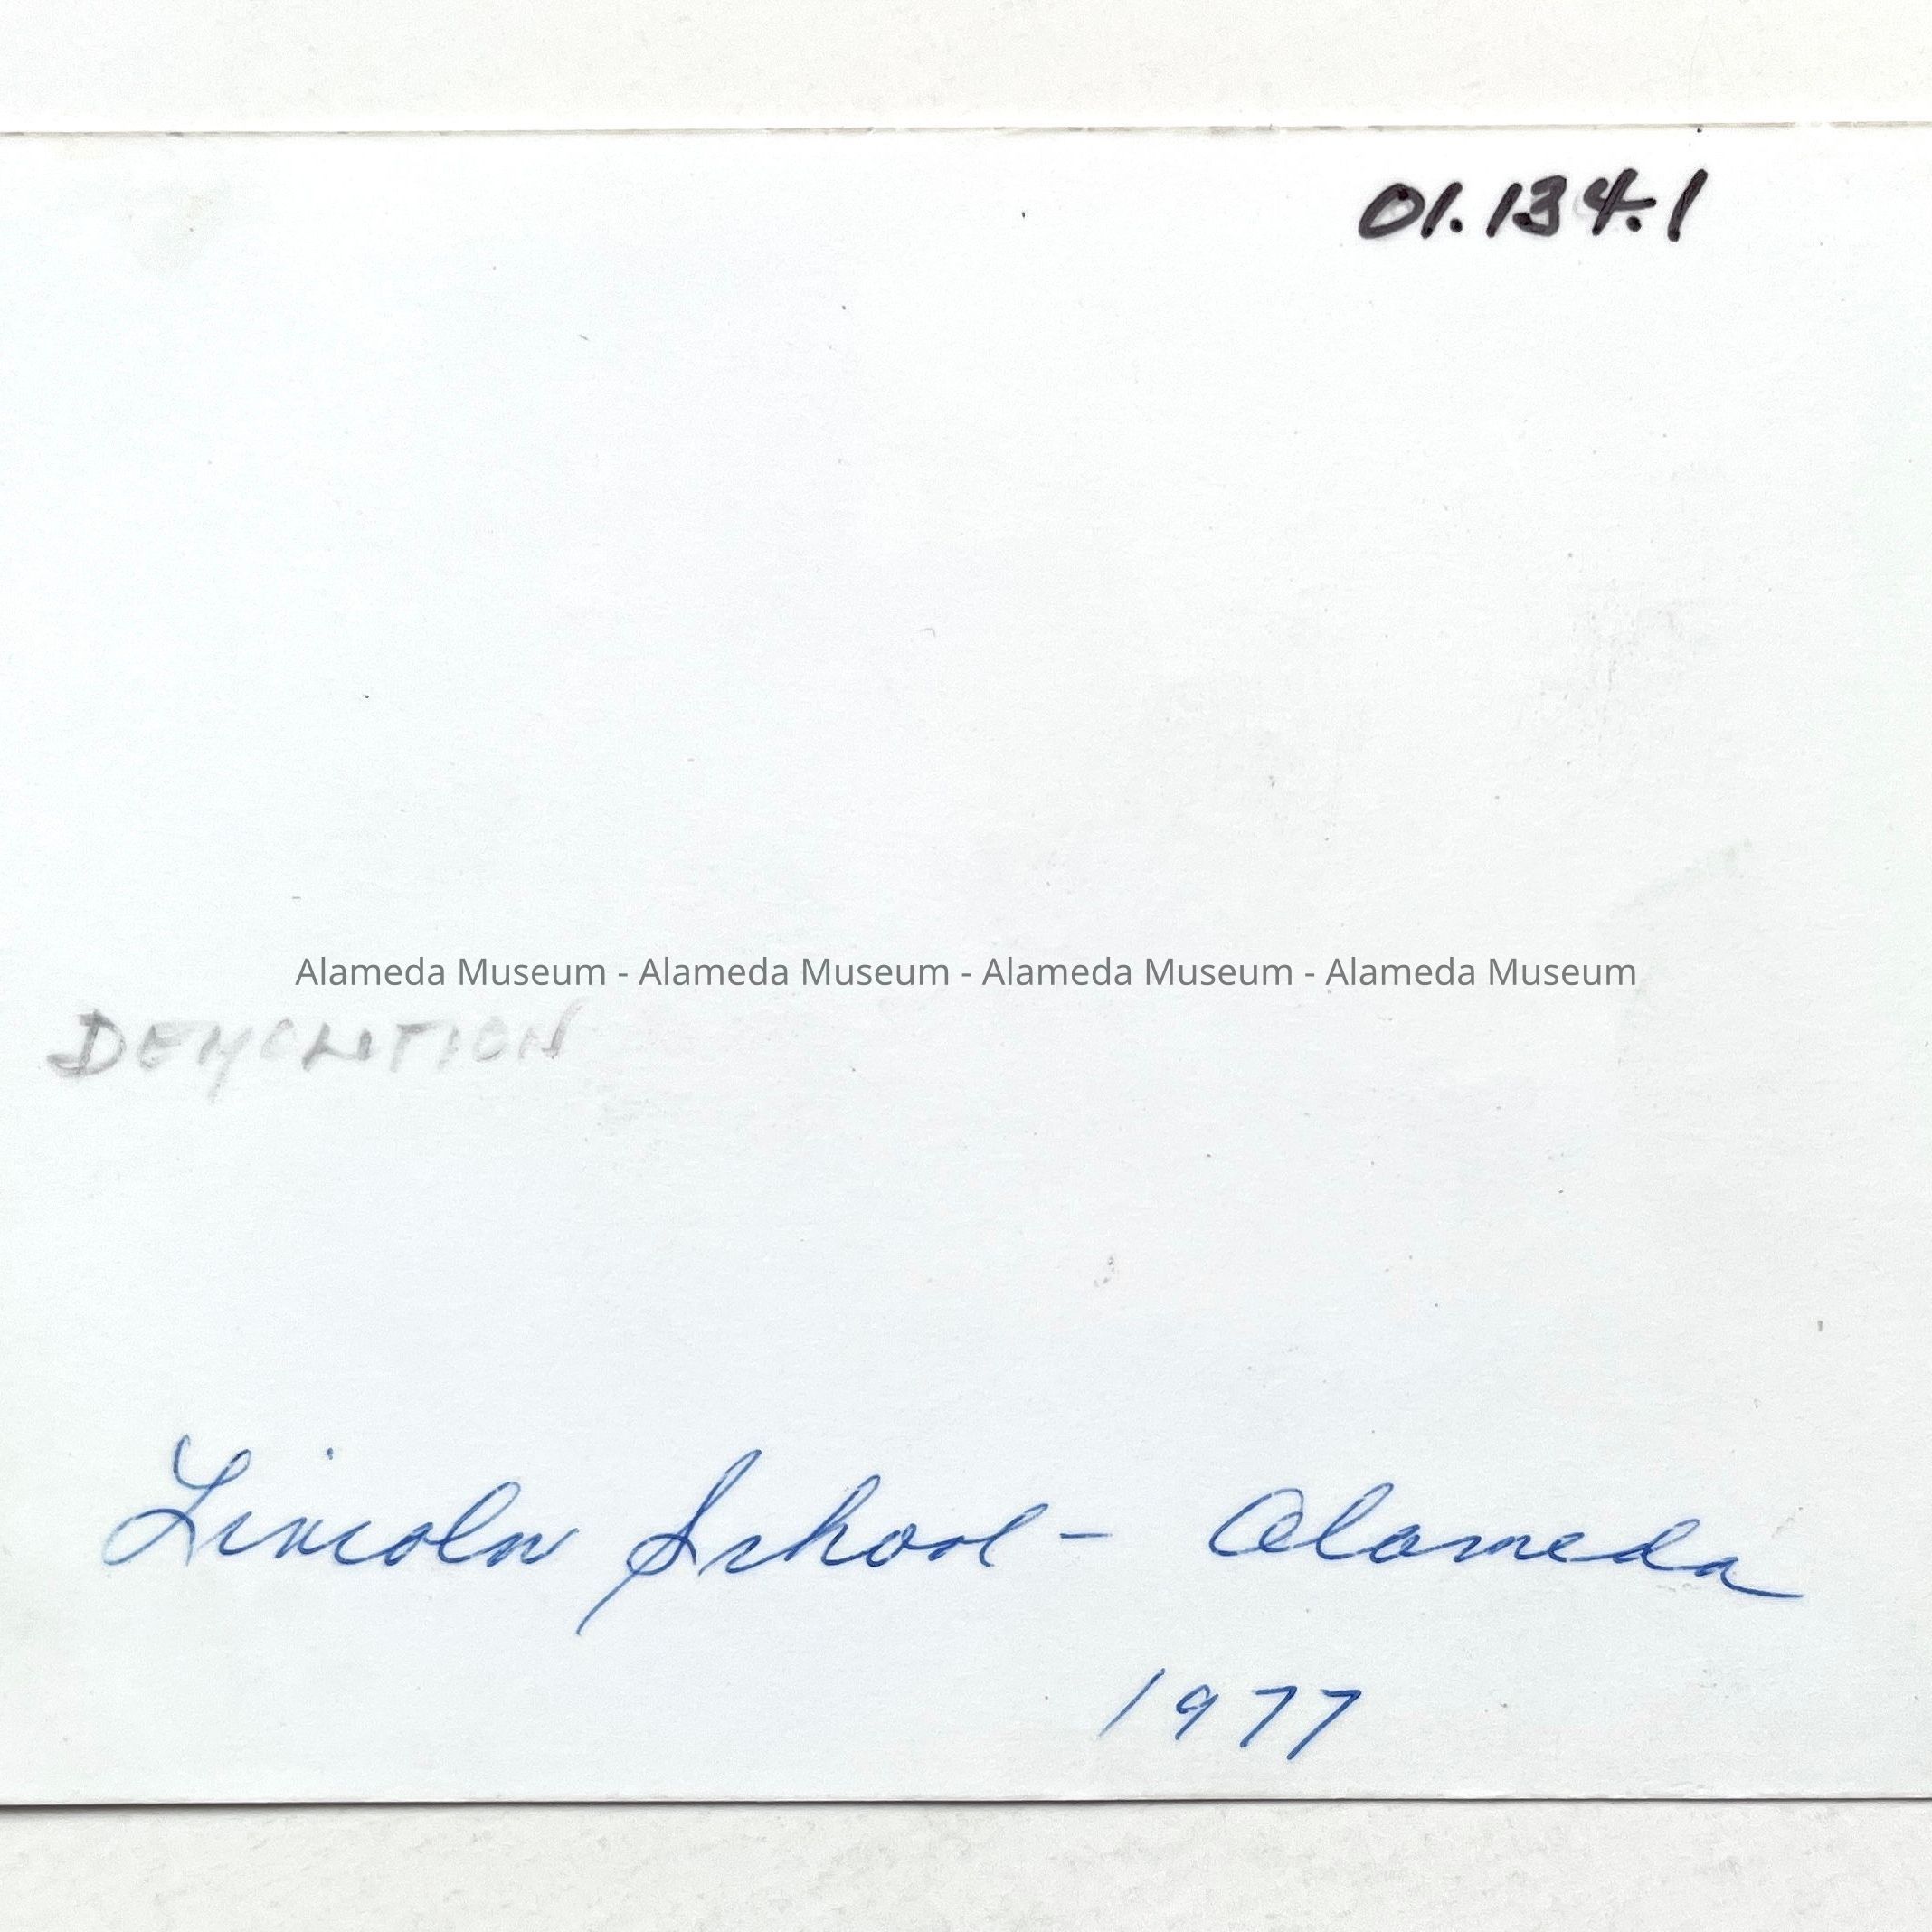 01.134.1
Alameda Museum - Alameda Museum - Alameda Museum - Alameda Museum
DEMOLITION
Lincoln School - Alameda
1977